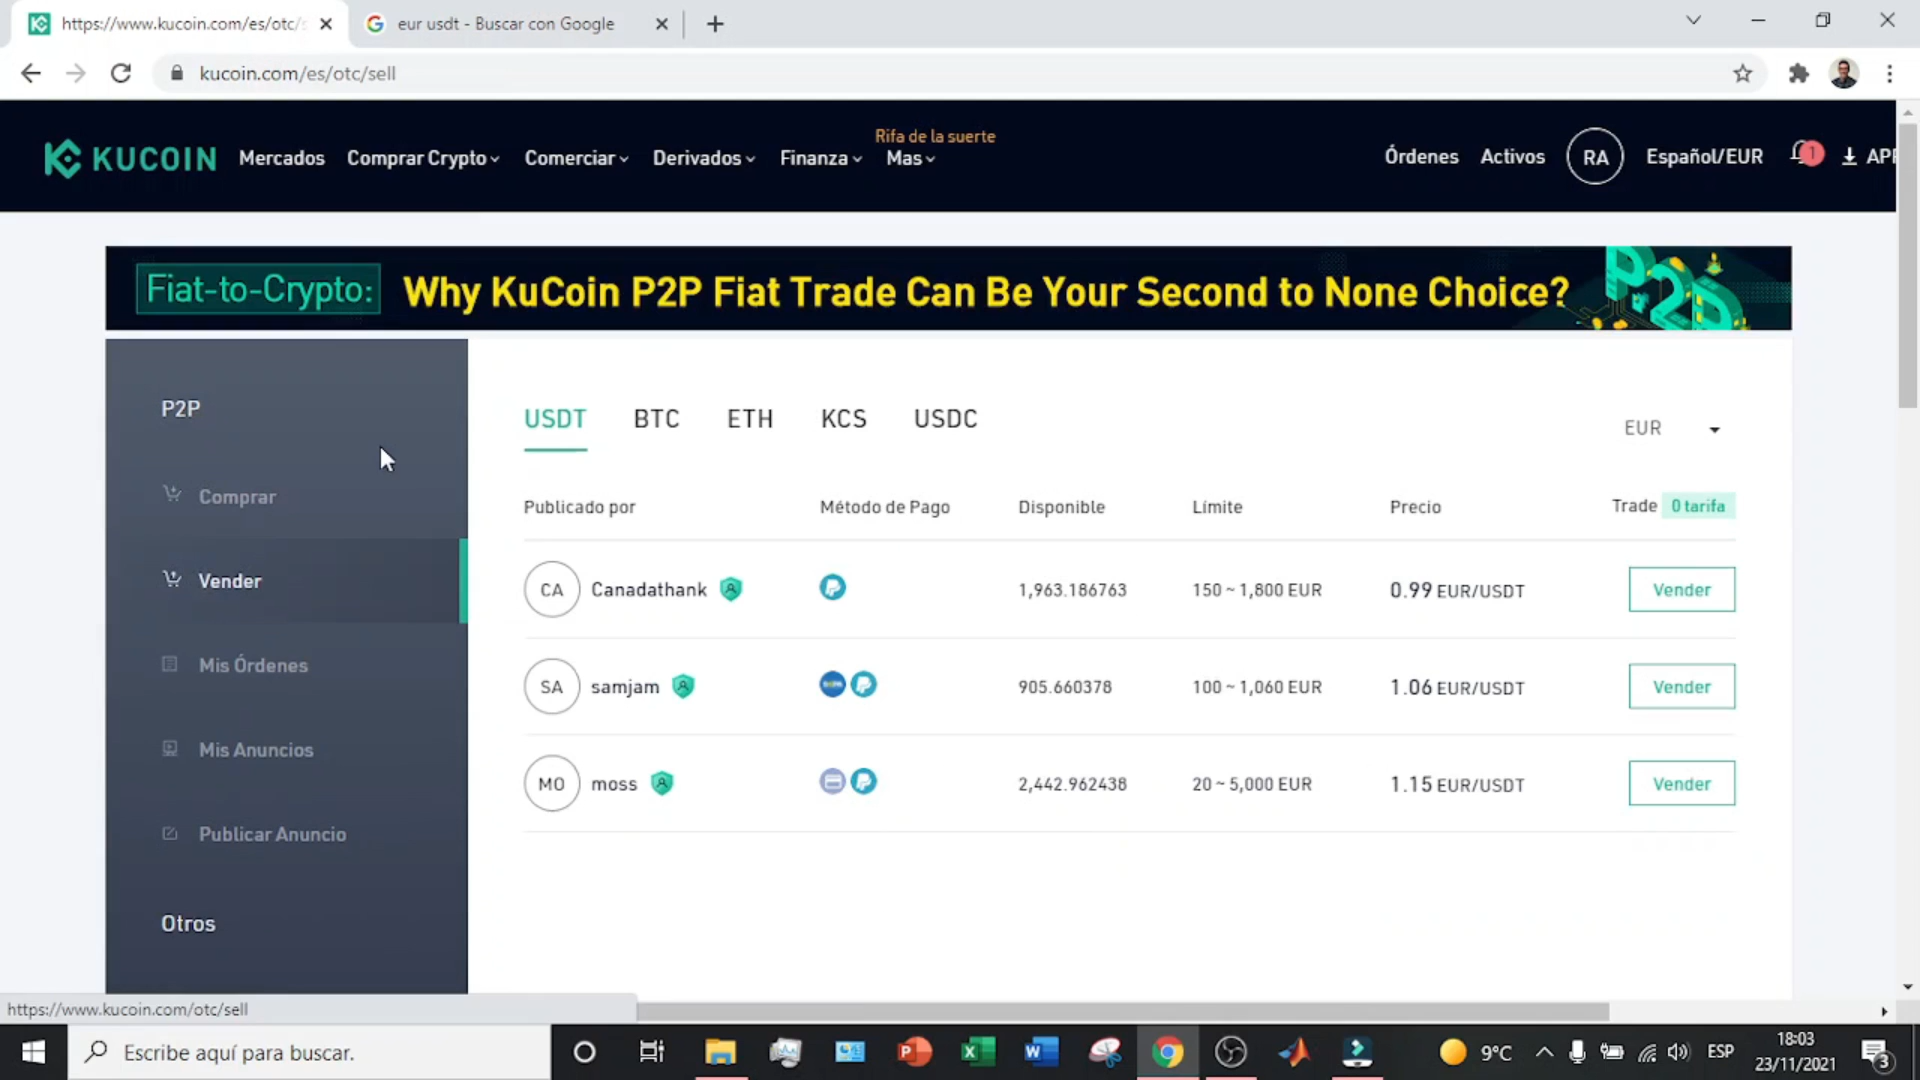 https://www.kucoin.com/es/otc/s
eur usdt - Buscar con Google
kucoin.com/es/otc/sell
KUCOIN
Mercados
Comprar Crypto
Comerciar
Derivados
Finanza
Rifa de la suerte
Mas
Órdenes
Activos
RA
Español/EUR
1
APP
Fiat-to-Crypto: Why KuCoin P2P Fiat Trade Can Be Your Second to None Choice?
P2P
Comprar
Vender
Mis Órdenes
Mis Anuncios
Publicar Anuncio
Otros
USDT BTC ETH KCS USDC
EUR
Publicado por Método de Pago Disponible Límite Precio Trade 0 tarifa
CA Canadathank 1,963.186763 150 ~ 1,800 EUR 0.99 EUR/USDT Vender
SA samjam 905.660378 100 ~ 1,060 EUR 1.06 EUR/USDT Vender
MO moss 2,442.962438 20 ~ 5,000 EUR 1.15 EUR/USDT Vender
https://www.kucoin.com/otc/sell
Escribe aquí para buscar.
9°C
ESP
18:03
23/11/2021
3